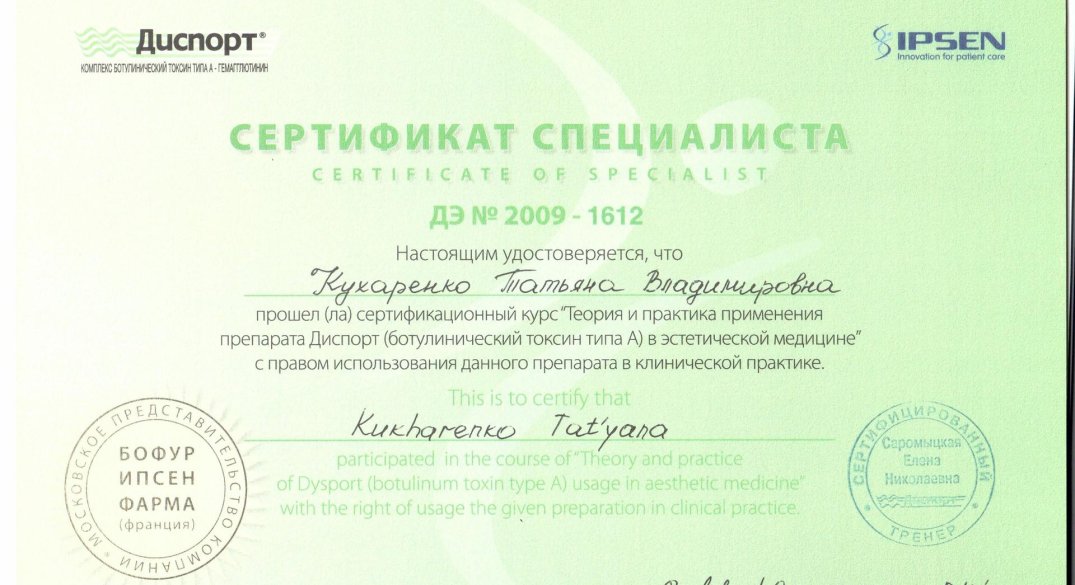 Диспорт®
КОМПЛЕКС БОТУЛИНИЧЕСКИЙ ТОКСИН ТИПА А - ГЕМАГГЛЮТИНИН
IPSEN
Innovation for patient care
СЕРТИФИКАТ СПЕЦИАЛИСТА
CERTIFICATE OF SPECIALIST
ДЭ № 2009 - 1612
Настоящим удостоверяется, что
Кухаренко Татьяна Владимировна
прошел (ла) сертификационный курс "Теория и практика применения
препарата Диспорт (ботулинический токсин типа А) в эстетической медицине"
с правом использования данного препарата в клинической практике.
This is to certify that
Kukharenko Tat'yana
participated in the course of "Theory and practice
of Dysport (botulinum toxin type A) usage in aesthetic medicine"
with the right of usage the given preparation in clinical practice.
МОСКОВСКОЕ ПРЕДСТАВИТЕЛЬСТВО КОМПАНИИ
БОФУР
ИПСЕН
ФАРМА
(франция)
СЕРТИФИЦИРОВАННЫЙ
Саромыцкая
Елена
Николаевна
ТРЕНЕР